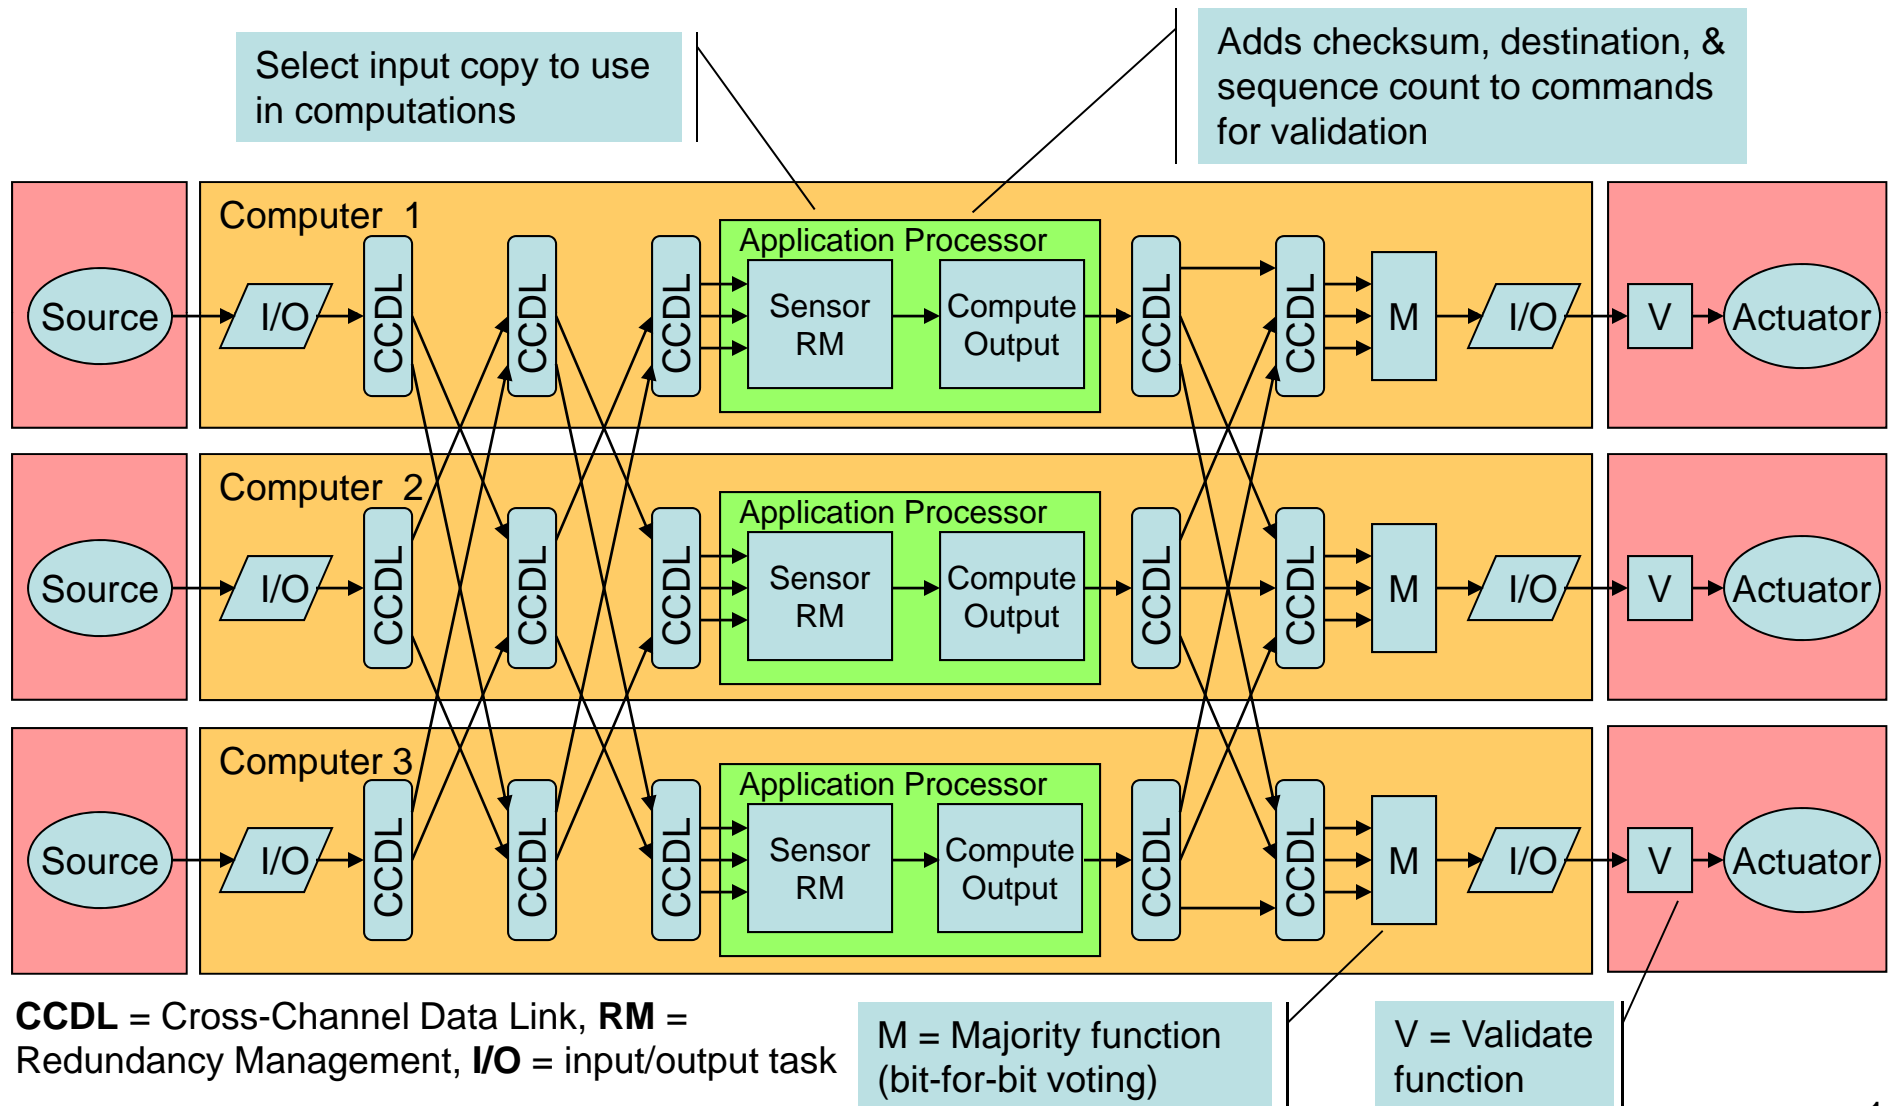 Select input copy to use
in computations
Adds checksum, destination, &
sequence count to commands
for validation
Computer 1
Application Processor
Source
I/O
CCDL
CCDL
CCDL
Sensor
RM
Compute
Output
CCDL
CCDL
M
I/O
V
Actuator
Computer 2
Application Processor
Source
I/O
CCDL
CCDL
CCDL
Sensor
RM
Compute
Output
CCDL
CCDL
M
I/O
V
Actuator
Computer 3
Application Processor
Source
I/O
CCDL
CCDL
CCDL
Sensor
RM
Compute
Output
CCDL
CCDL
M
I/O
V
Actuator
CCDL = Cross-Channel Data Link, RM =
Redundancy Management, I/O = input/output task
M = Majority function
(bit-for-bit voting)
V = Validate
function